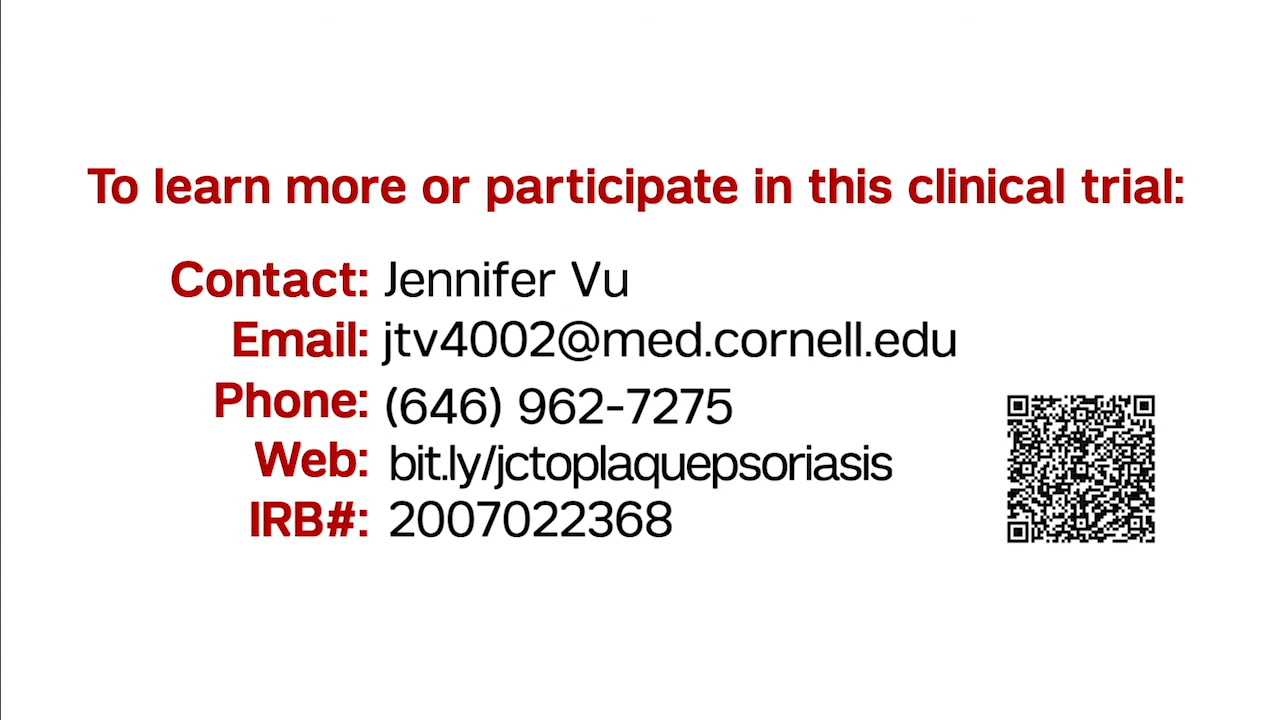 To learn more or participate in this clinical trial:
Contact: Jennifer Vu
Email: jtv4002@med.cornell.edu
Phone: (646) 962-7275
Web: bit.ly/jctoplaquepsoriasis
IRB#: 2007022368